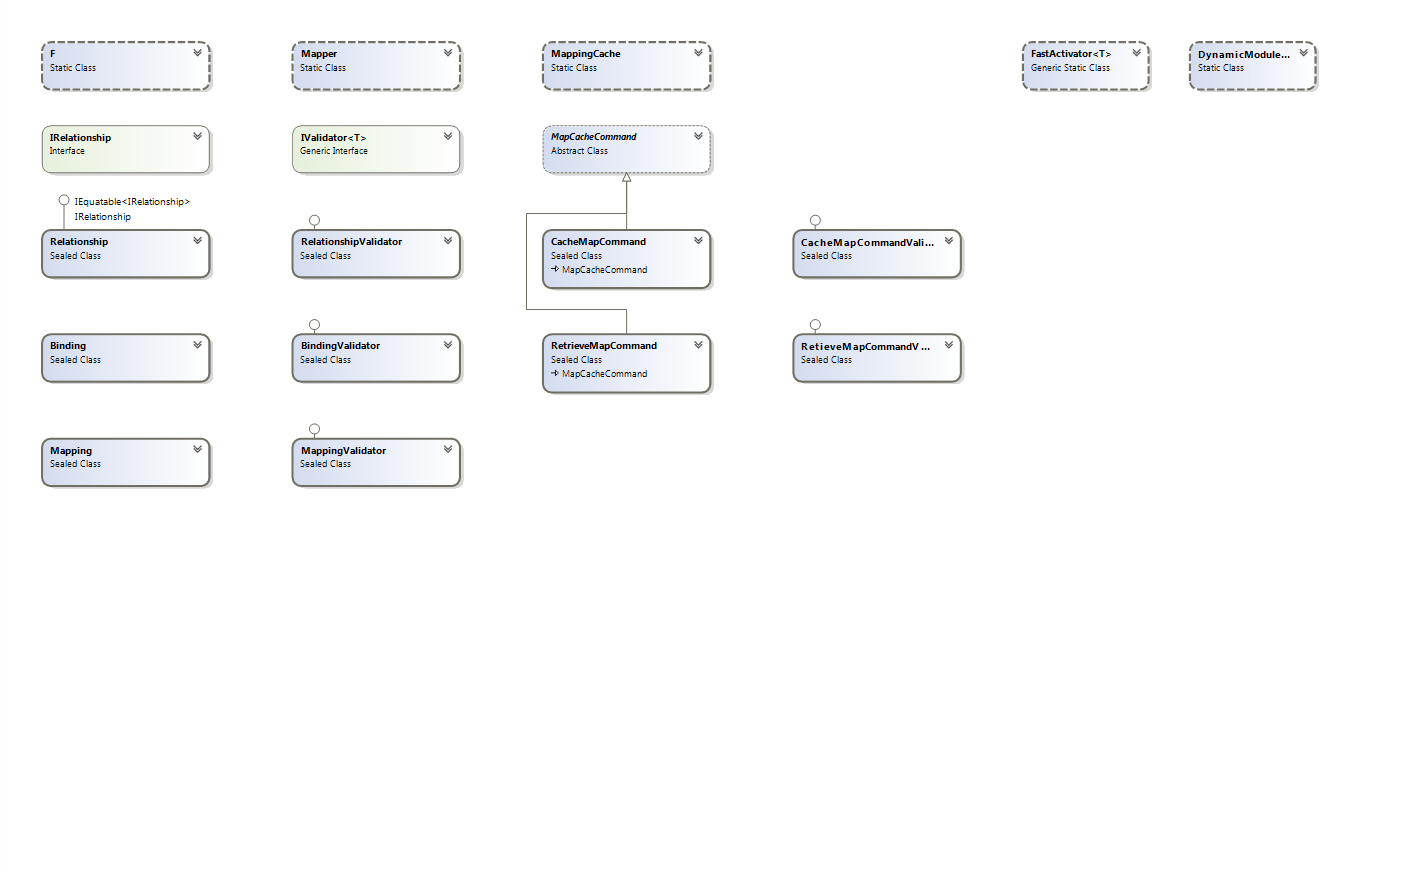 F
Static Class
Mapper
Static Class
MappingCache
Static Class
FastActivator<T>
Generic Static Class
DynamicModule...
Static Class
IRelationship
Interface
IValidator<T>
Generic Interface
MapCacheCommand
Abstract Class
IEquatable<IRelationship>
IRelationship
Relationship
Sealed Class
RelationshipValidator
Sealed Class
CacheMapCommand
Sealed Class
MapCacheCommand
CacheMapCommandVali...
Sealed Class
Binding
Sealed Class
BindingValidator
Sealed Class
RetrieveMapCommand
Sealed Class
MapCacheCommand
RetieveMapCommandV...
Sealed Class
Mapping
Sealed Class
MappingValidator
Sealed Class